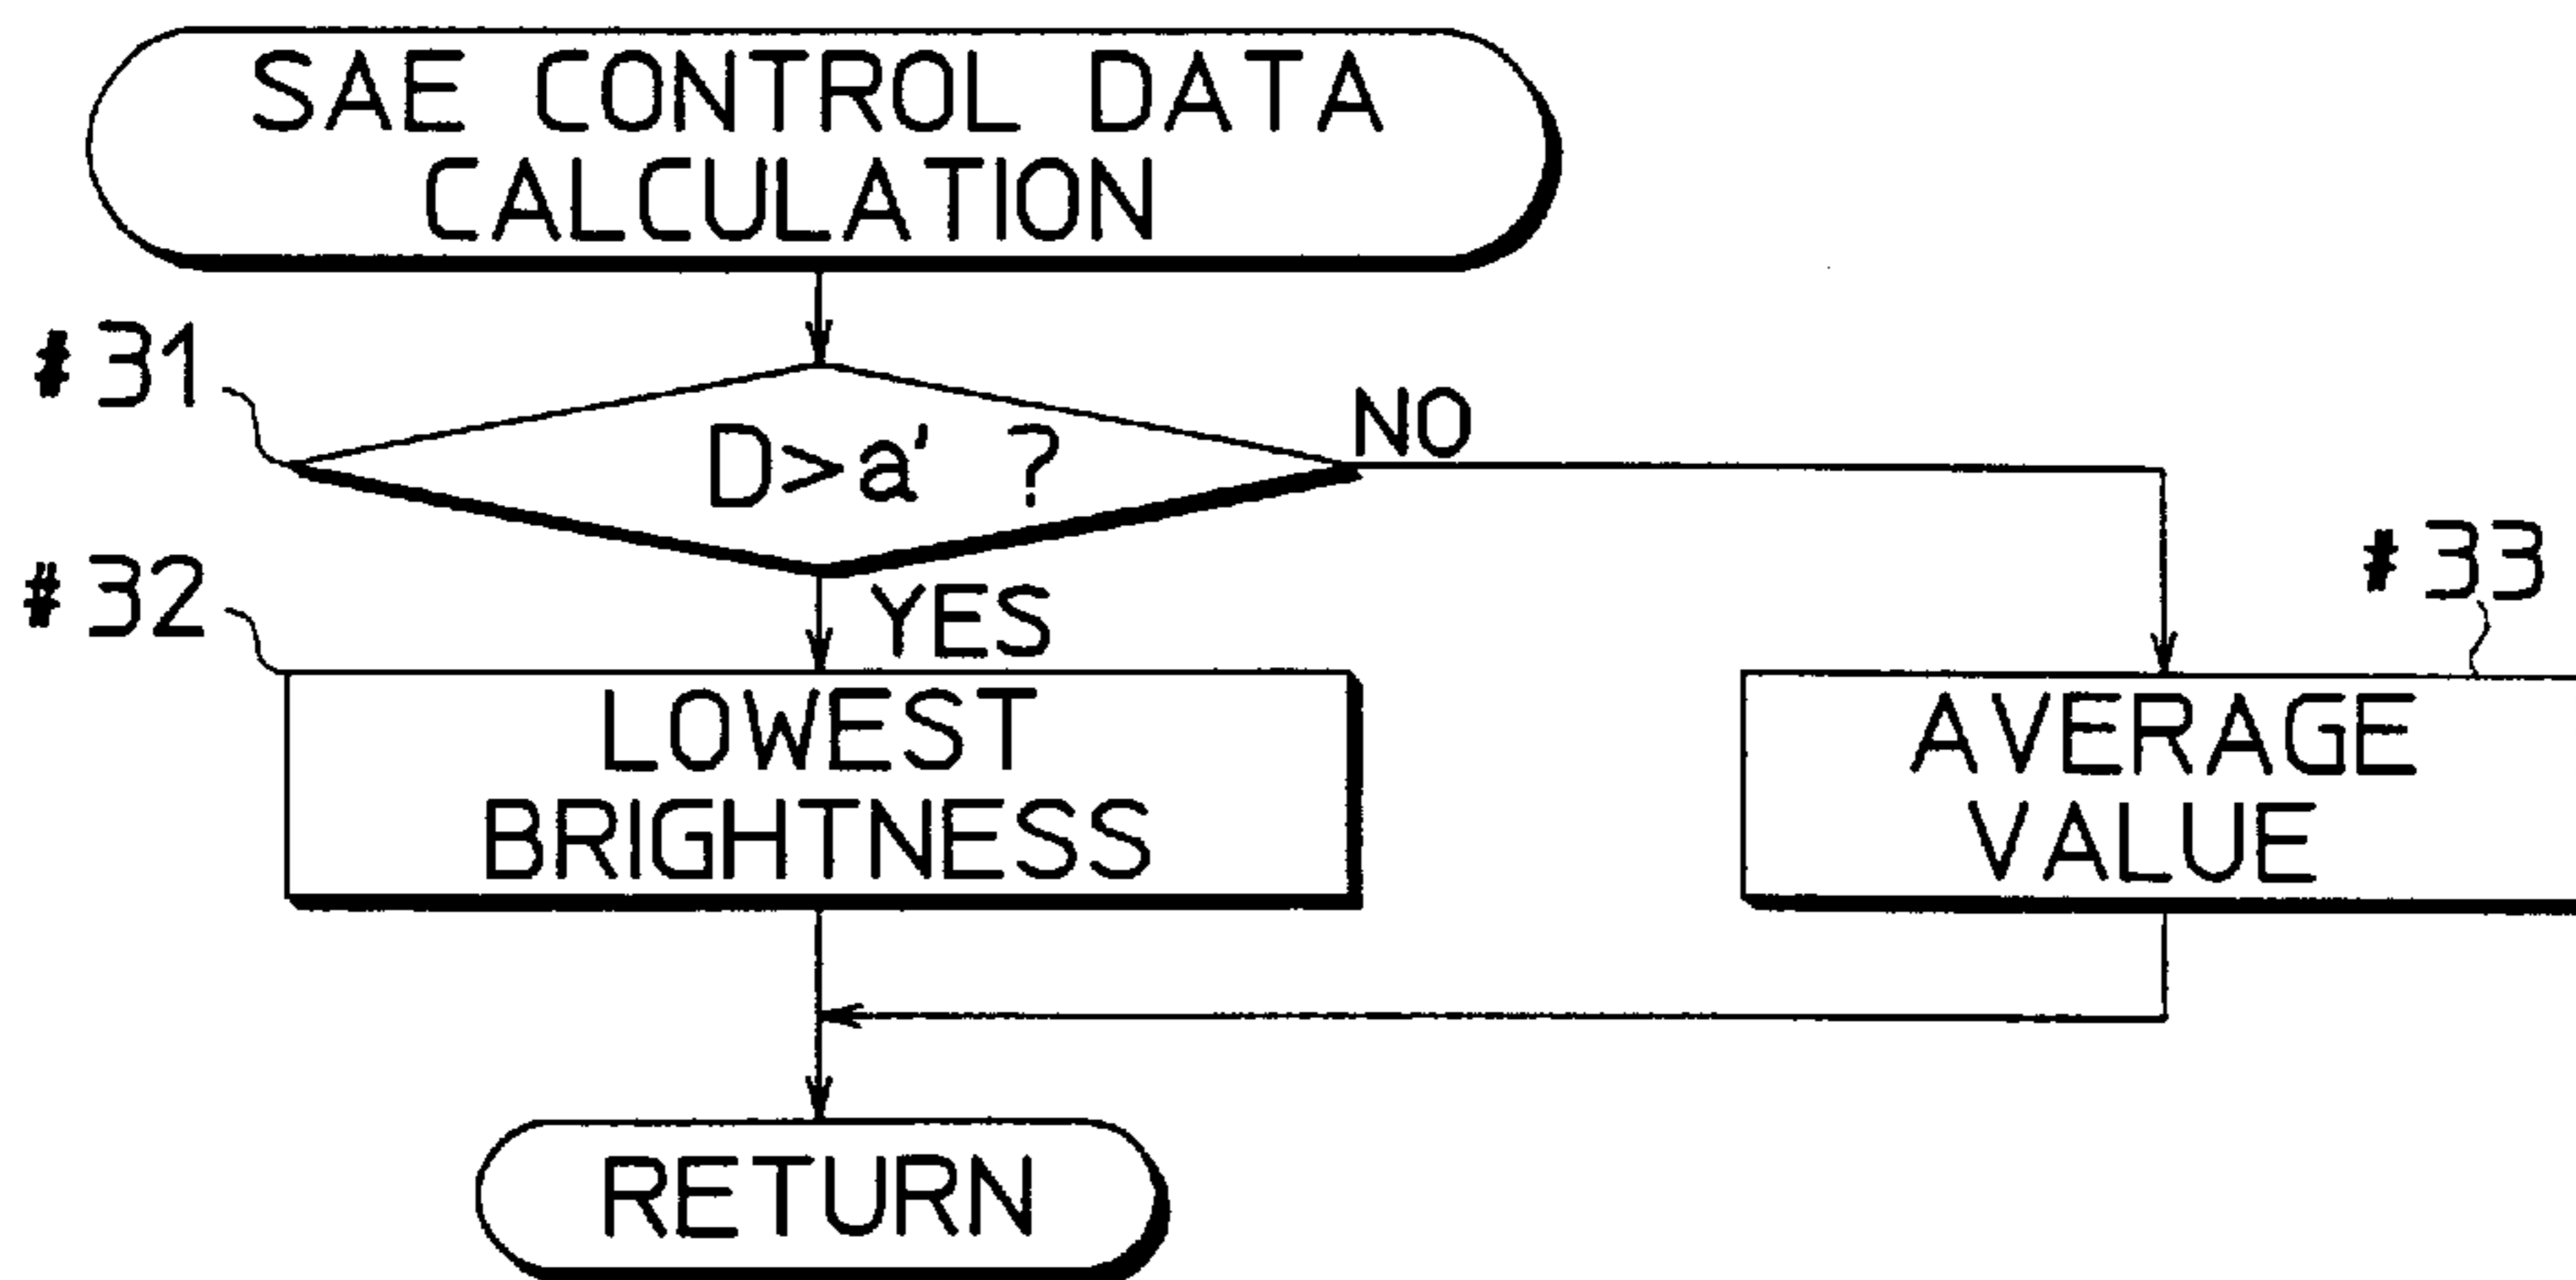 SAE CONTROL DATA
CALCULATION
#31
D>a' ?
NO
#32
YES
#33
LOWEST
BRIGHTNESS
AVERAGE
VALUE
RETURN